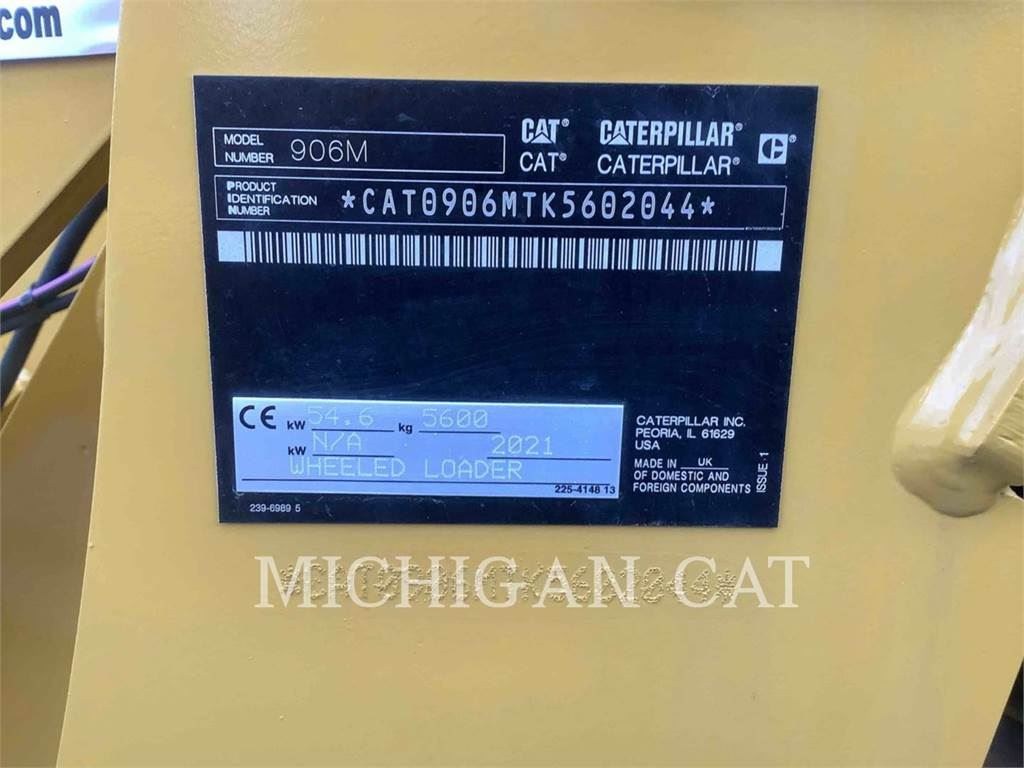 com
MODEL NUMBER 906M
CAT® CATERPILLAR® ®
CAT® CATERPILLAR®
PRODUCT IDENTIFICATION NUMBER *CAT0906MTK5602044*
CE kW 54.6 kg 5600
kW N/A 2021
WHEELED LOADER
225-4148 13
239-6989 5
CATERPILLAR INC.
PEORIA, IL 61629
USA
MADE IN UK
OF DOMESTIC AND
FOREIGN COMPONENTS
ISSUE: 1
MICHIGAN CAT